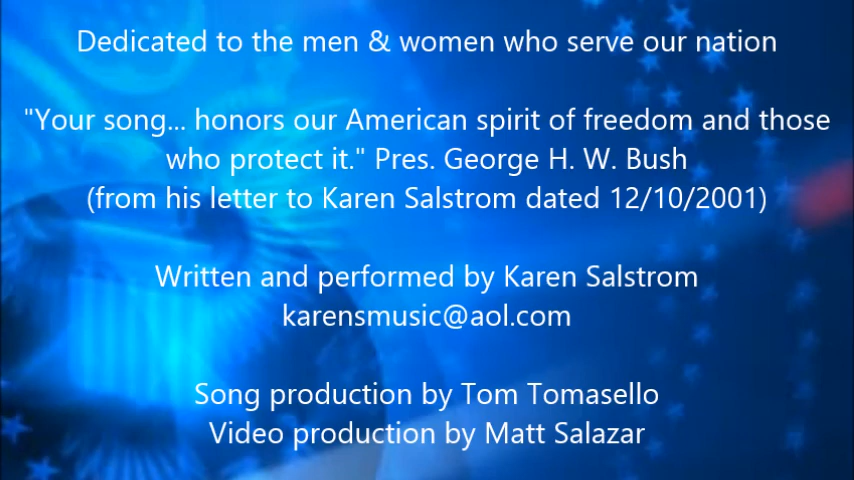 Dedicated to the men & women who serve our nation
"Your song... honors our American spirit of freedom and those
who protect it." Pres. George H. W. Bush
(from his letter to Karen Salstrom dated 12/10/2001)
Written and performed by Karen Salstrom
karensmusic@aol.com
Song production by Tom Tomasello
Video production by Matt Salazar